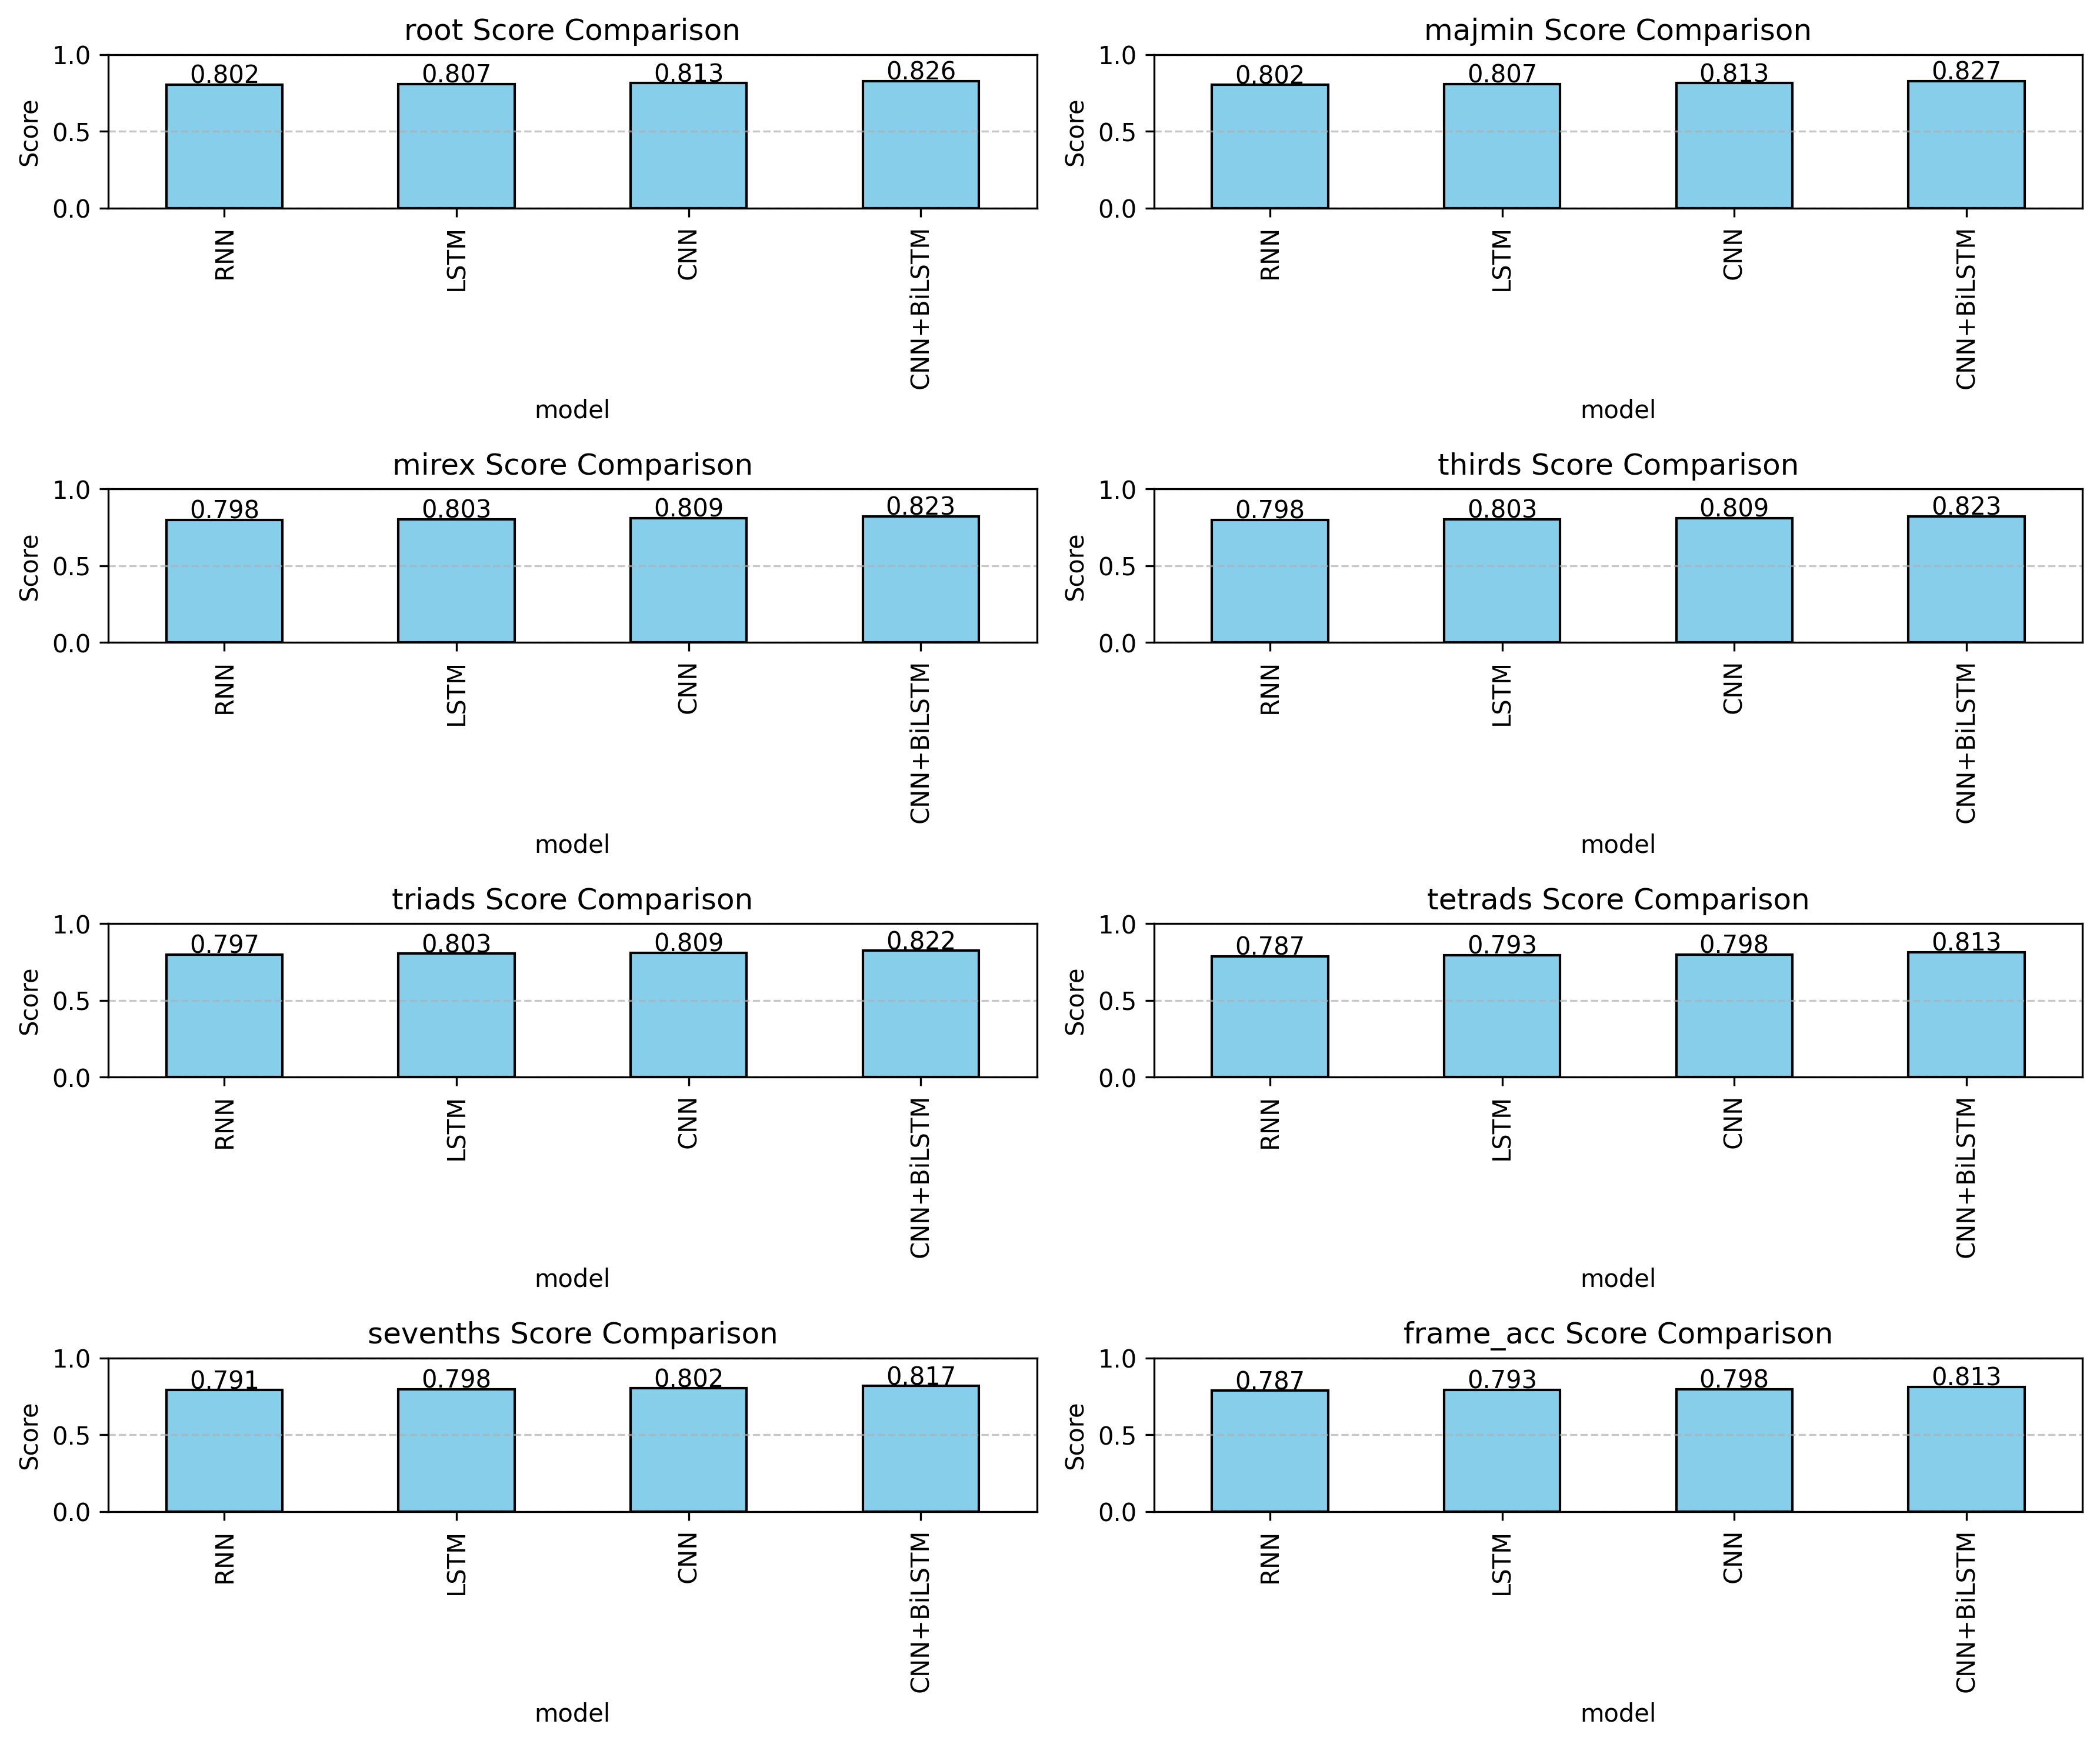 root Score Comparison
1.0
0.5
0.0
Score
0.802
0.807
0.813
0.826
RNN
LSTM
CNN
CNN+BiLSTM
model
majmin Score Comparison
1.0
0.5
0.0
Score
0.802
0.807
0.813
0.827
RNN
LSTM
CNN
CNN+BiLSTM
model
mirex Score Comparison
1.0
0.5
0.0
Score
0.798
0.803
0.809
0.823
RNN
LSTM
CNN
CNN+BiLSTM
model
thirds Score Comparison
1.0
0.5
0.0
Score
0.798
0.803
0.809
0.823
RNN
LSTM
CNN
CNN+BiLSTM
model
triads Score Comparison
1.0
0.5
0.0
Score
0.797
0.803
0.809
0.822
RNN
LSTM
CNN
CNN+BiLSTM
model
tetrads Score Comparison
1.0
0.5
0.0
Score
0.787
0.793
0.798
0.813
RNN
LSTM
CNN
CNN+BiLSTM
model
sevenths Score Comparison
1.0
0.5
0.0
Score
0.791
0.798
0.802
0.817
RNN
LSTM
CNN
CNN+BiLSTM
model
frame_acc Score Comparison
1.0
0.5
0.0
Score
0.787
0.793
0.798
0.813
RNN
LSTM
CNN
CNN+BiLSTM
model